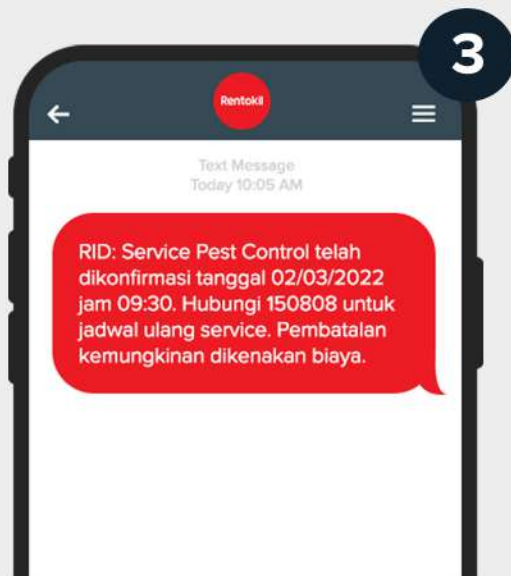 3
Rentokil
Text Message
Today 10:05 AM
RID: Service Pest Control telah
dikonfirmasi tanggal 02/03/2022
jam 09:30. Hubungi 150808 untuk
jadwal ulang service. Pembatalan
kemungkinan dikenakan biaya.